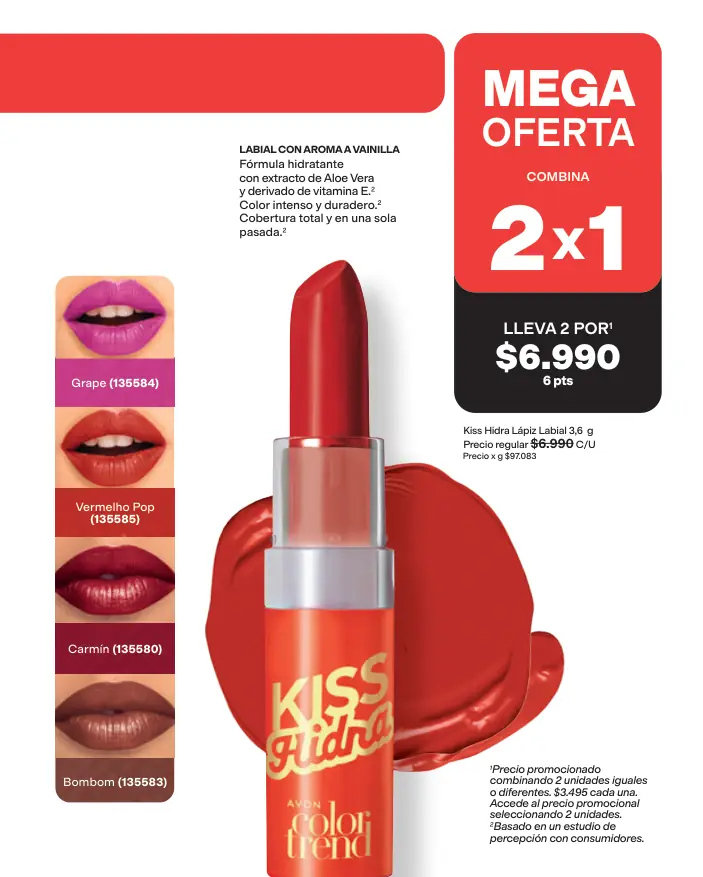 MEGA
OFERTA
COMBINA
2x1
LLEVA 2 POR¹
$6.990
6 pts
LABIAL CON AROMA A VAINILLA
Fórmula hidratante
con extracto de Aloe Vera
y derivado de vitamina E.²
Color intenso y duradero.²
Cobertura total y en una sola
pasada.²
Kiss Hidra Lápiz Labial 3,6 g
Precio regular $6.990 C/U
Precio x g $97.083
Grape (135584)
Vermelho Pop
(135585)
Carmín (135580)
Bombom (135583)
KISS
Hidra
AVON
color
trend
¹Precio promocionado
combinando 2 unidades iguales
o diferentes. $3.495 cada una.
Accede al precio promocional
seleccionando 2 unidades.
²Basado en un estudio de
percepción con consumidores.